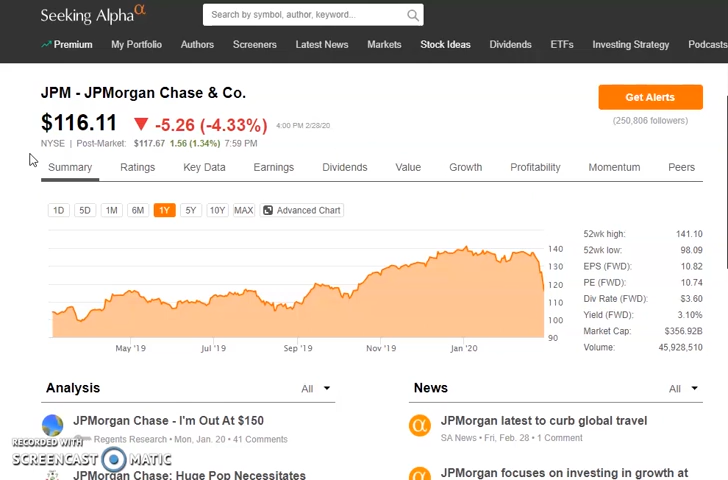 Seeking Alpha α
Search by symbol, author, keyword...
Premium My Portfolio Authors Screeners Latest News Markets Stock Ideas Dividends ETFs Investing Strategy Podcasts
JPM - JPMorgan Chase & Co.
Get Alerts
$116.11 ▼ -5.26 (-4.33%) 4:00 PM 2/28/20
(250,806 followers)
NYSE | Post-Market: $117.67 1.56 (1.34%) 7:59 PM
Summary Ratings Key Data Earnings Dividends Value Growth Profitability Momentum Peers
1D 5D 1M 6M 1Y 5Y 10Y MAX Advanced Chart
140
130
120
110
100
90
May '19 Jul '19 Sep '19 Nov '19 Jan '20
52wk high: 141.10
52wk low: 98.09
EPS (FWD): 10.82
PE (FWD): 10.74
Div Rate (FWD): $3.60
Yield (FWD): 3.10%
Market Cap: $356.92B
Volume: 45,928,510
Analysis All
JPMorgan Chase - I'm Out At $150
Regents Research • Mon, Jan. 20 • 41 Comments
JPMorgan Chase: Huge Pop Necessitates
News All
JPMorgan latest to curb global travel
SA News • Fri, Feb. 28 • 1 Comment
JPMorgan focuses on investing in growth at
RECORDED WITH
SCREENCAST MATIC